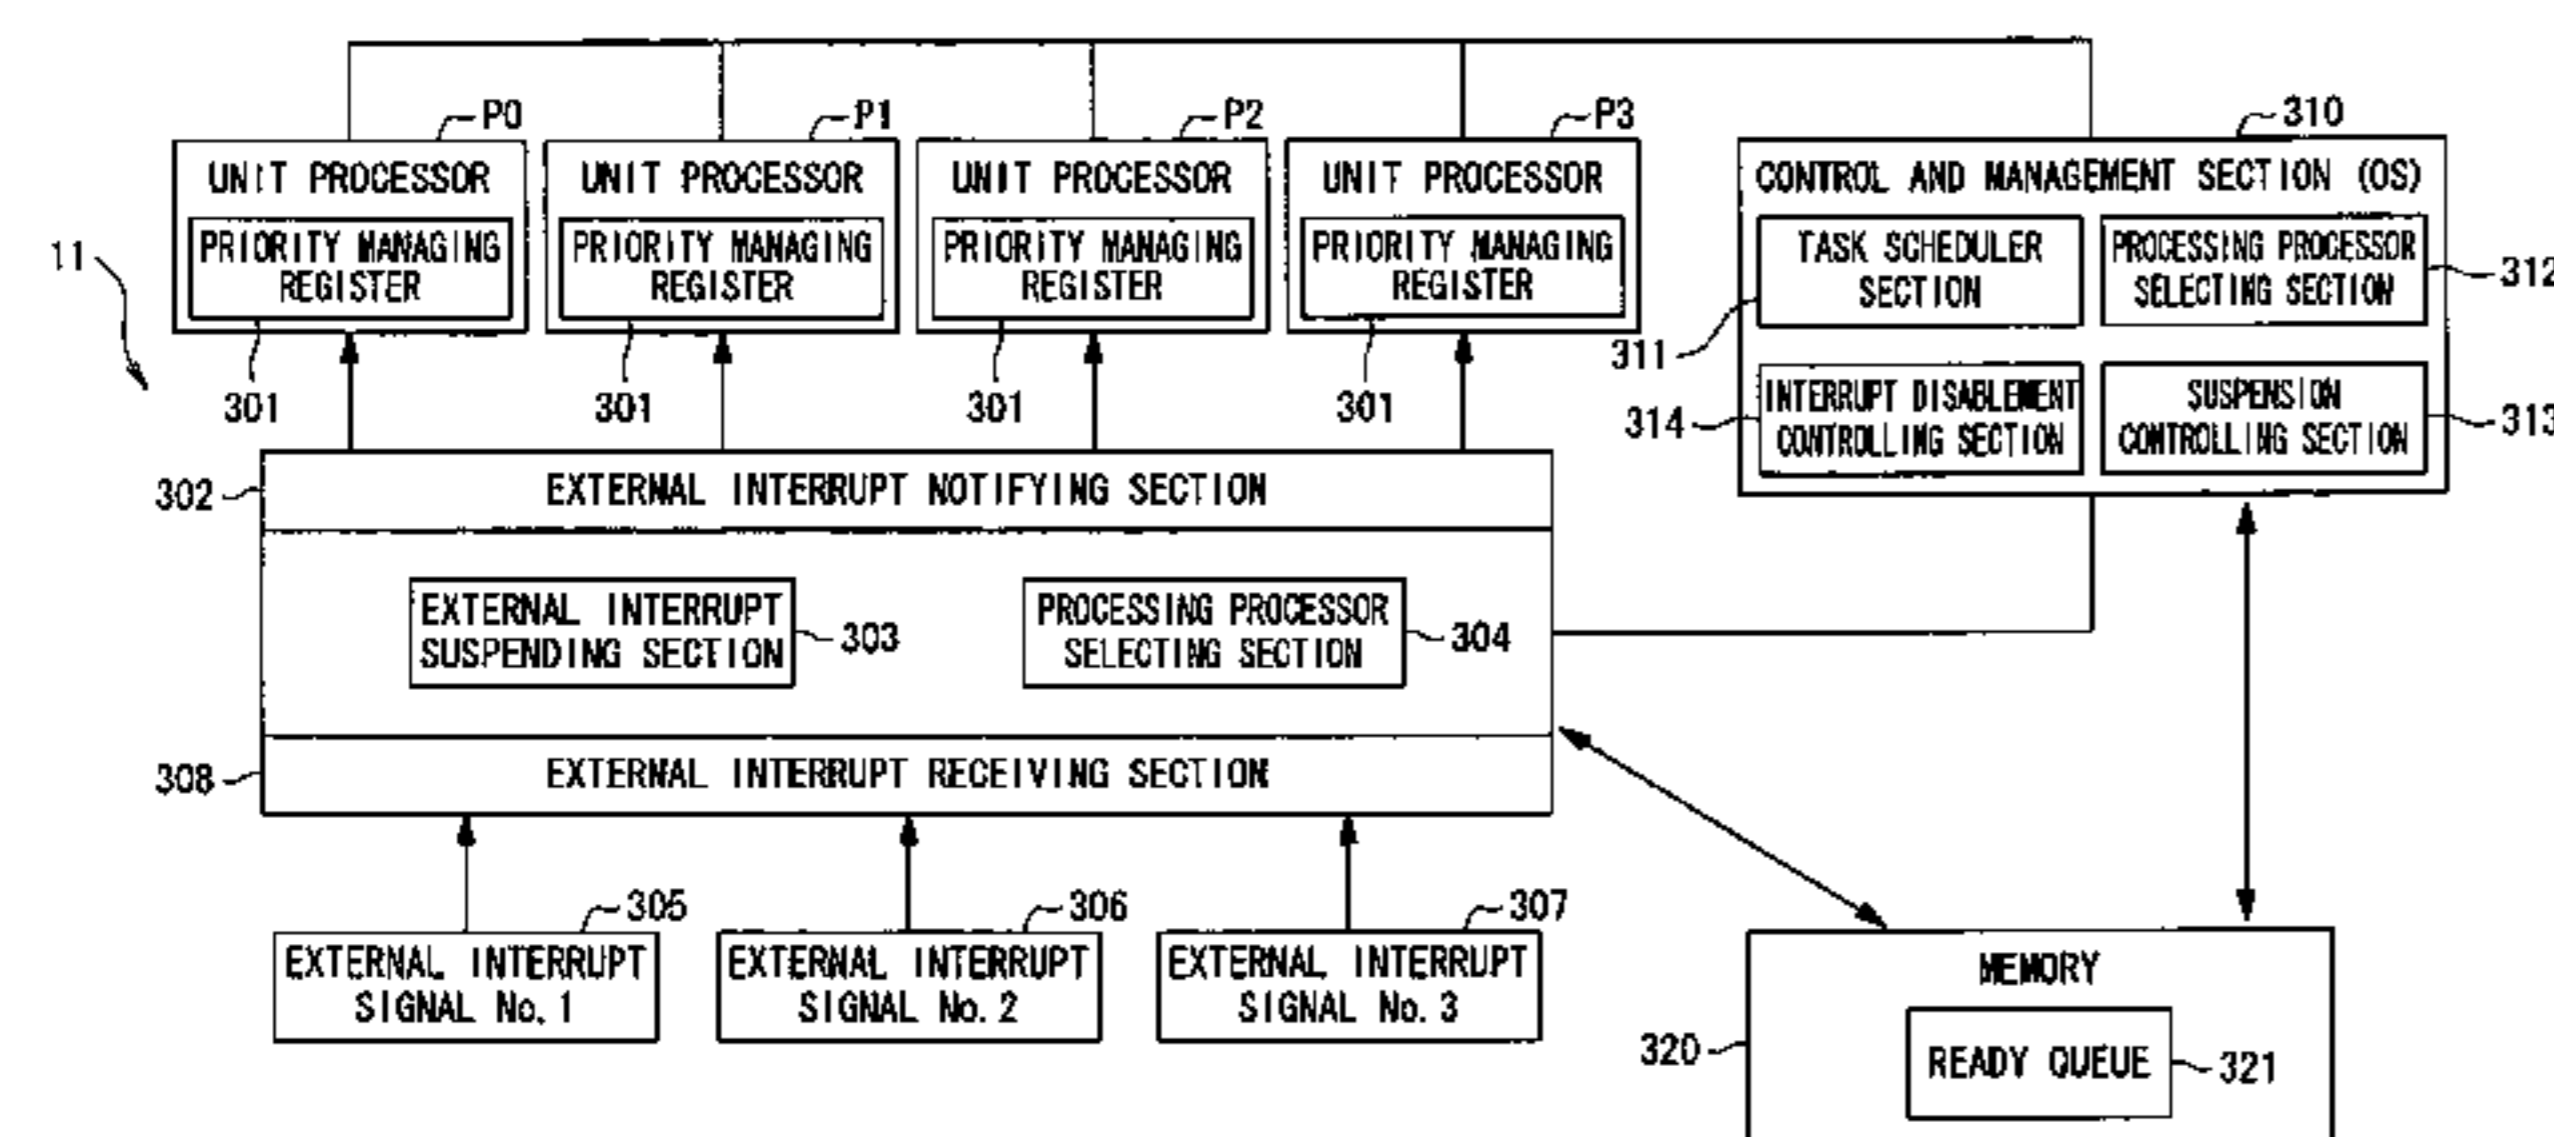 P0
P1
P2
P3
310
UNIT PROCESSOR
UNIT PROCESSOR
UNIT PROCESSOR
UNIT PROCESSOR
CONTROL AND MANAGEMENT SECTION (OS)
11
PRIORITY MANAGING
REGISTER
PRIORITY MANAGING
REGISTER
PRIORITY MANAGING
REGISTER
PRIORITY MANAGING
REGISTER
TASK SCHEDULER
SECTION
PROCESSING PROCESSOR
SELECTING SECTION
312
311
301
301
301
301
314
INTERRUPT DISABLEMENT
CONTROLLING SECTION
SUSPENSION
CONTROLLING SECTION
313
302
EXTERNAL INTERRUPT NOTIFYING SECTION
EXTERNAL INTERRUPT
SUSPENDING SECTION
303
PROCESSING PROCESSOR
SELECTING SECTION
304
308
EXTERNAL INTERRUPT RECEIVING SECTION
305
306
307
EXTERNAL INTERRUPT
SIGNAL No. 1
EXTERNAL INTERRUPT
SIGNAL No. 2
EXTERNAL INTERRUPT
SIGNAL No. 3
MEMORY
320
READY QUEUE
321